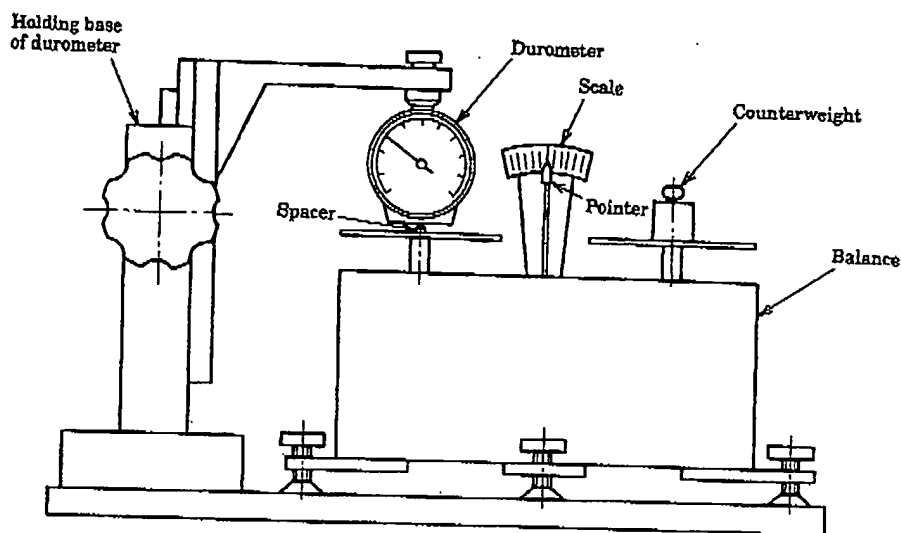 Holding base
of durometer
Durometer
Scale
Counterweight
Spacer
Pointer
Balance